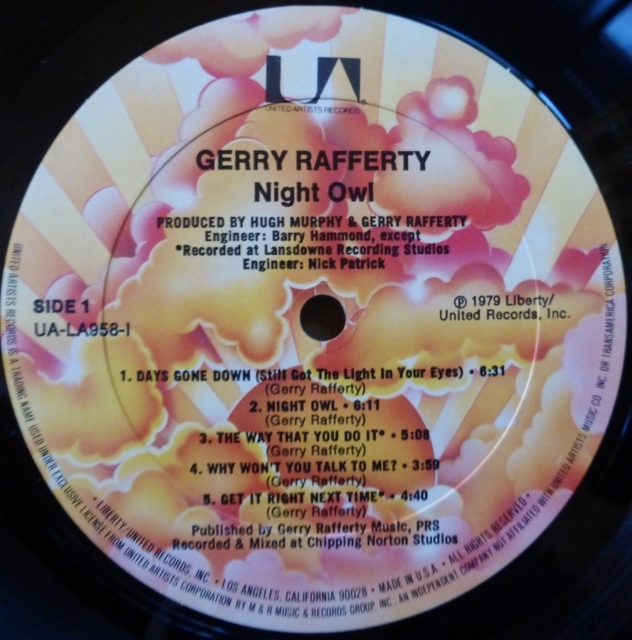 UA
UNITED ARTISTS RECORDS
GERRY RAFFERTY
Night Owl
PRODUCED BY HUGH MURPHY & GERRY RAFFERTY
Engineer: Barry Hammond, except
*Recorded at Lansdowne Recording Studios
Engineer: Nick Patrick
SIDE 1
UA-LA958-I
℗ 1979 Liberty/
United Records, Inc.
1. DAYS GONE DOWN (Still Got The Light In Your Eyes) • 6:31
(Gerry Rafferty)
2. NIGHT OWL • 6:11
(Gerry Rafferty)
3. THE WAY THAT YOU DO IT* • 5:08
(Gerry Rafferty)
4. WHY WON'T YOU TALK TO ME? • 3:59
(Gerry Rafferty)
5. GET IT RIGHT NEXT TIME* • 4:40
(Gerry Rafferty)
Published by Gerry Rafferty Music, PRS
Recorded & Mixed at Chipping Norton Studios
• LIBERTY/UNITED RECORDS, INC. • LOS ANGELES, CALIFORNIA 90028 • MADE IN U.S.A. • ALL RIGHTS RESERVED •
UNITED ARTISTS RECORDS IS A TRADING NAME USED UNDER EXCLUSIVE LICENSE FROM UNITED ARTISTS CORPORATION BY M & R MUSIC & RECORDS GROUP INC. AN INDEPENDENT COMPANY NOT AFFILIATED WITH UNITED ARTISTS MUSIC CO. INC. OR TRANSAMERICA CORPORATION